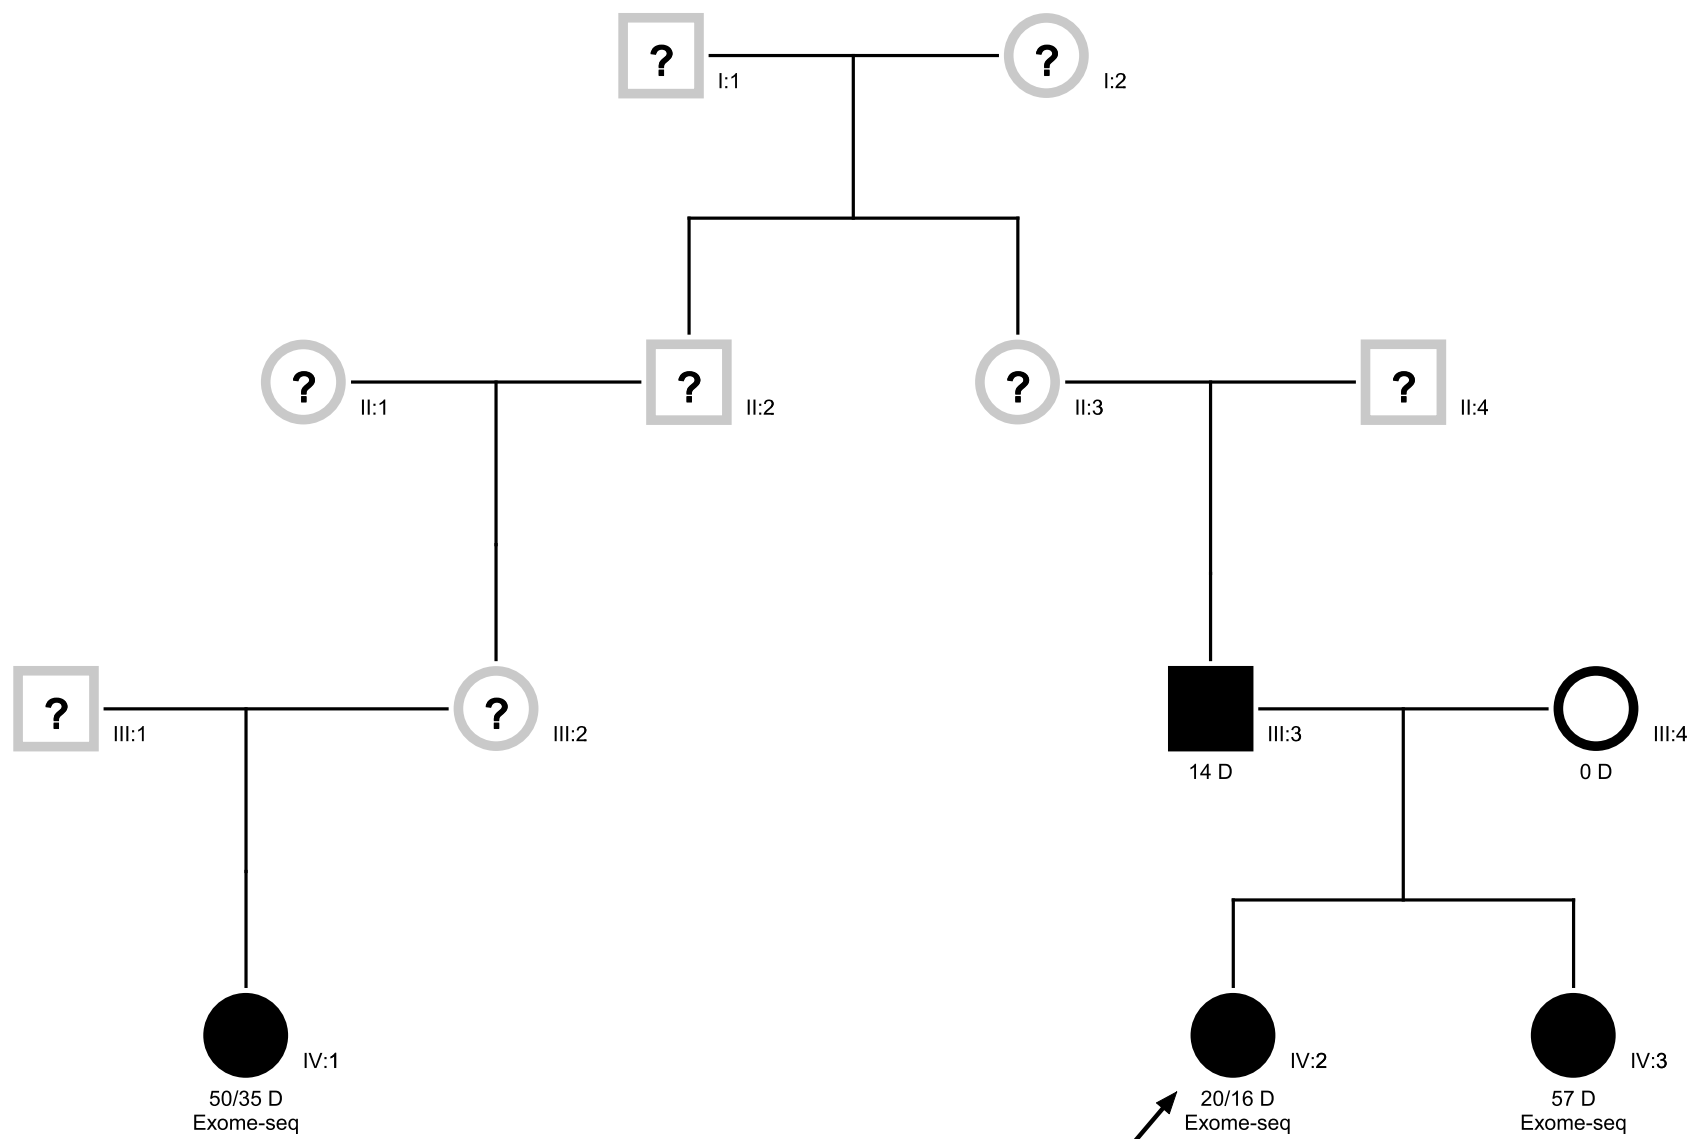 ?
I:1
?
I:2
?
II:1
?
II:2
?
II:3
?
II:4
?
III:1
?
III:2
III:3
14 D
III:4
0 D
IV:1
50/35 D
Exome-seq
IV:2
20/16 D
Exome-seq
IV:3
57 D
Exome-seq